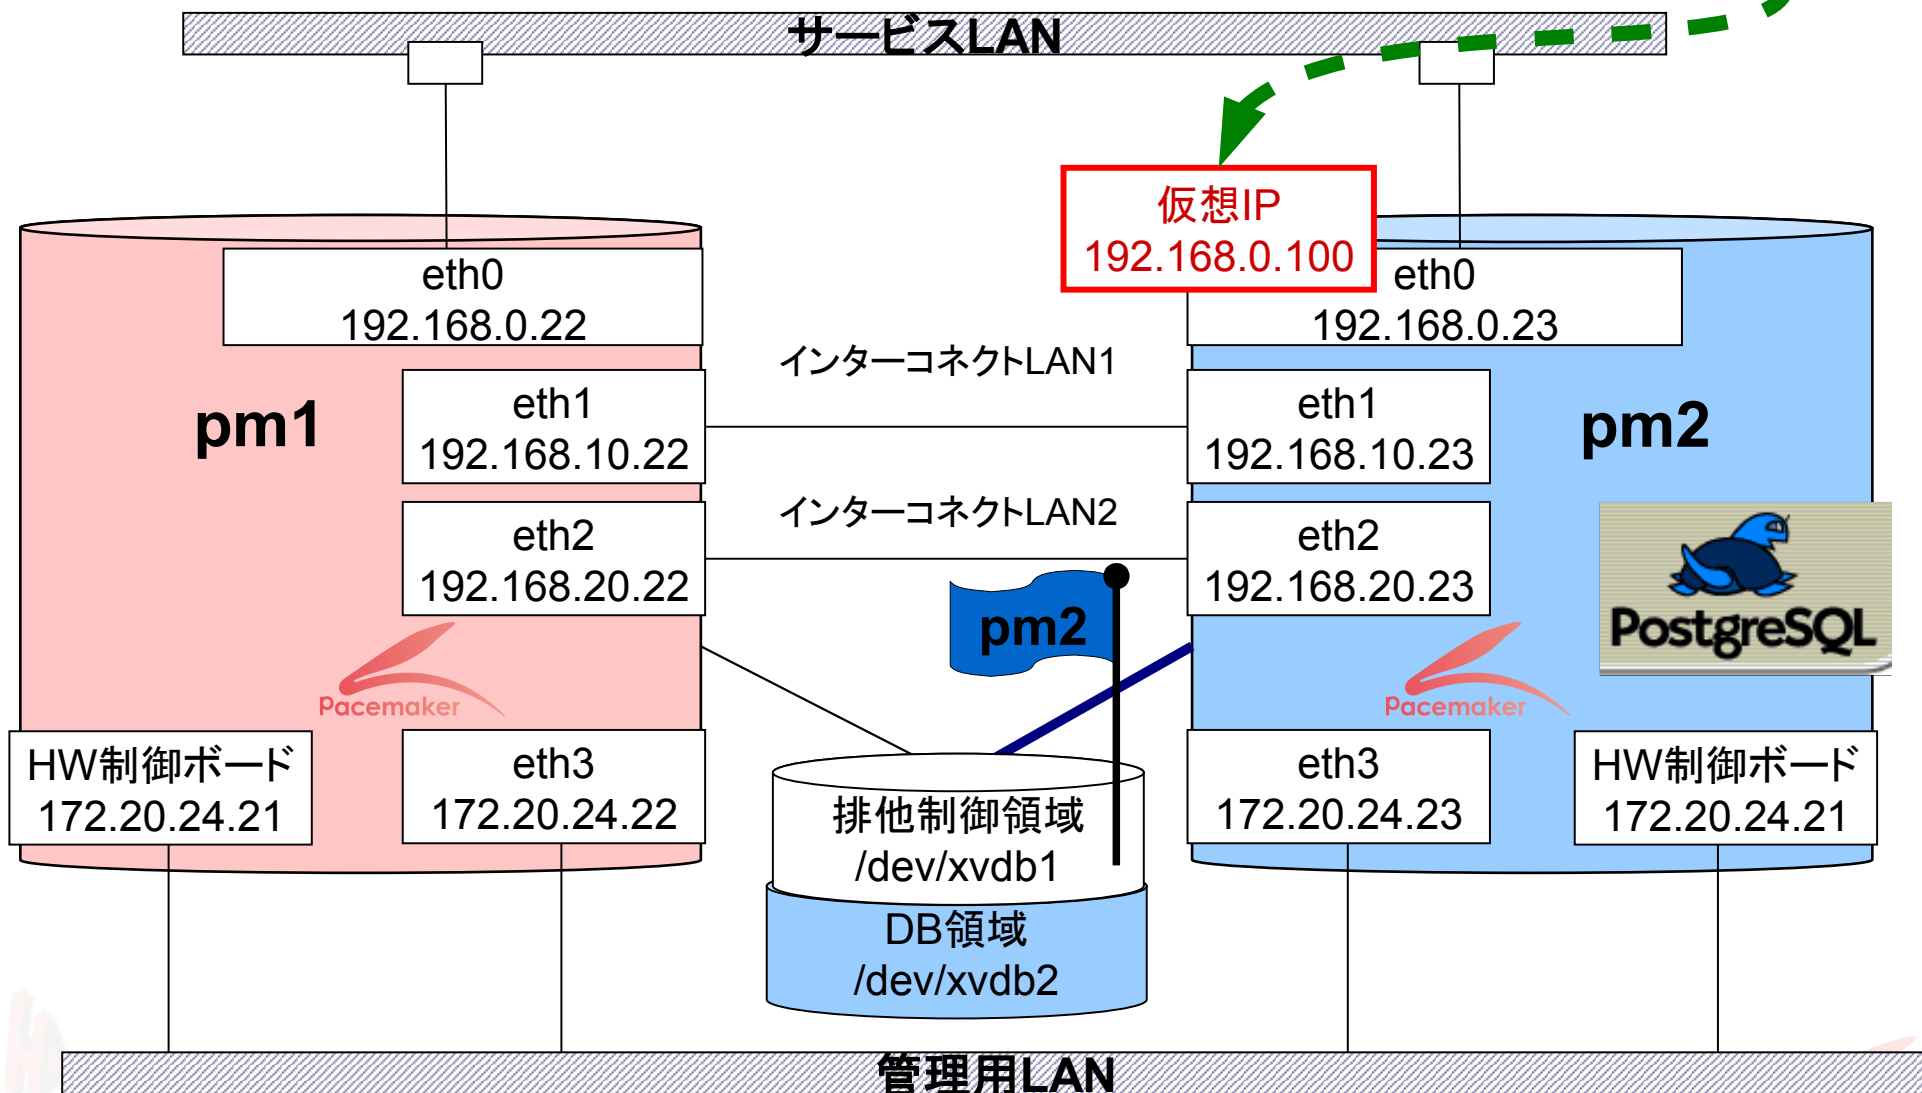 サービスLAN
仮想IP
192.168.0.100
eth0
192.168.0.22
eth0
192.168.0.23
インターコネクトLAN1
pm1
eth1
192.168.10.22
eth1
192.168.10.23
pm2
インターコネクトLAN2
eth2
192.168.20.22
eth2
192.168.20.23
pm2
PostgreSQL
Pacemaker
Pacemaker
HW制御ボード
172.20.24.21
eth3
172.20.24.22
排他制御領域
/dev/xvdb1
eth3
172.20.24.23
HW制御ボード
172.20.24.21
DB領域
/dev/xvdb2
管理用LAN